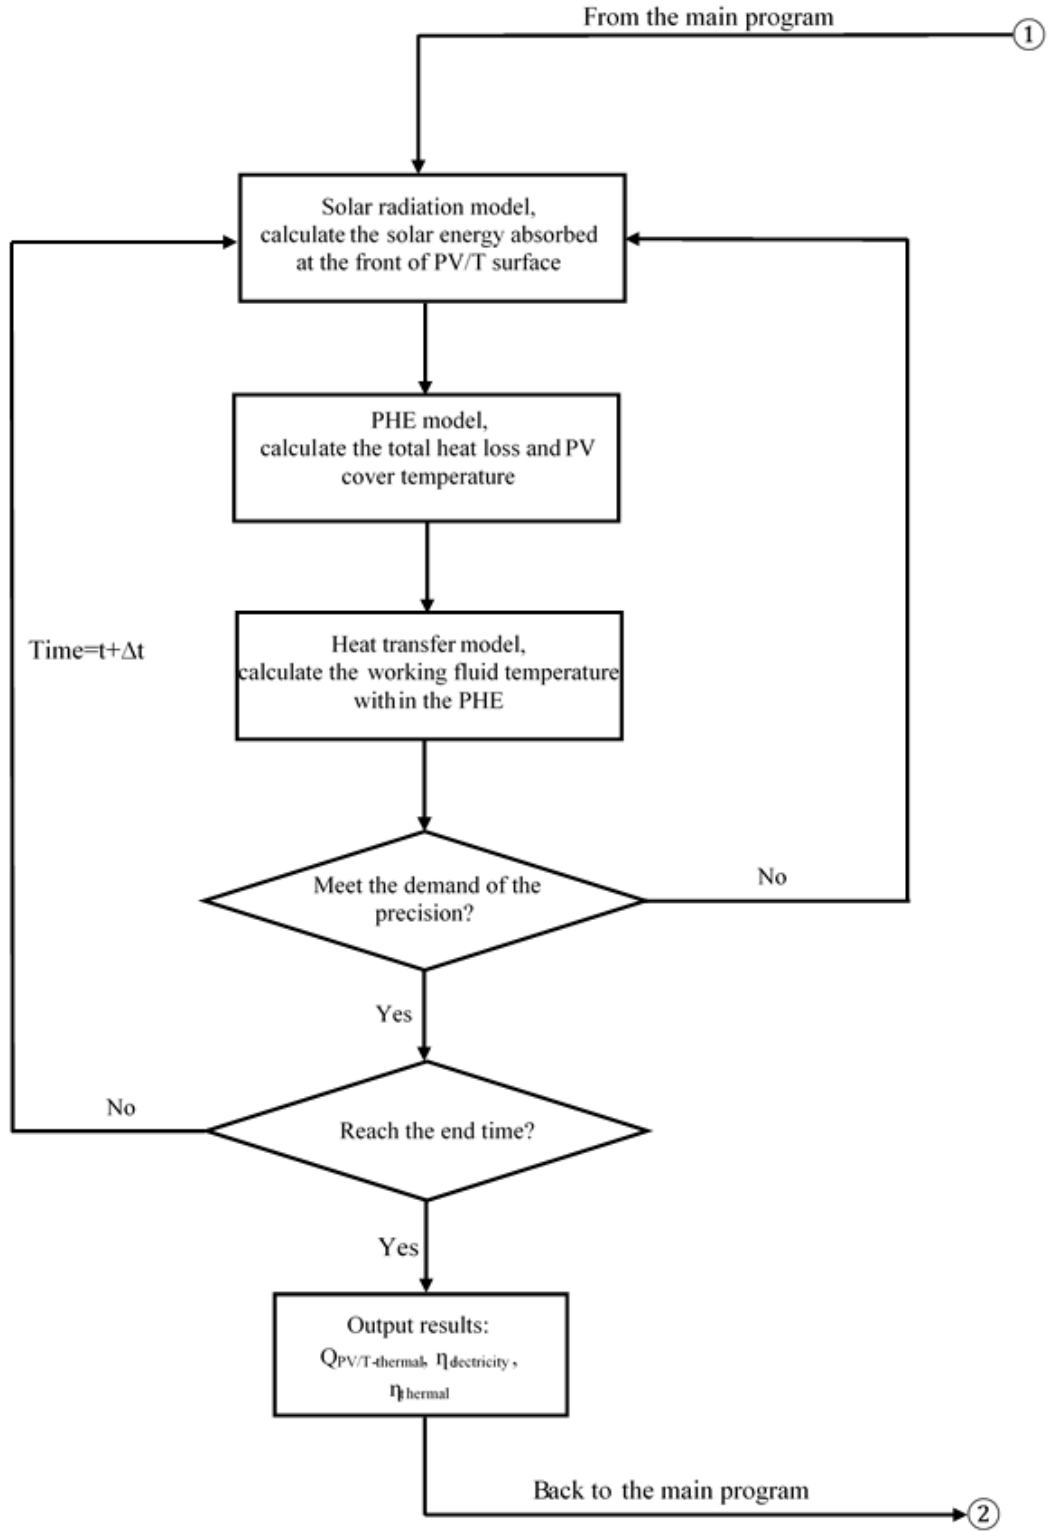 From the main program
①
Solar radiation model,
calculate the solar energy absorbed
at the front of PV/T surface
PHE model,
calculate the total heat loss and PV
cover temperature
Heat transfer model,
calculate the working fluid temperature
within the PHE
Time=t+Δt
Meet the demand of the
precision?
No
Yes
Reach the end time?
No
Yes
Output results:
QPV/T-thermal, ηelectricity,
ηthermal
Back to the main program
②